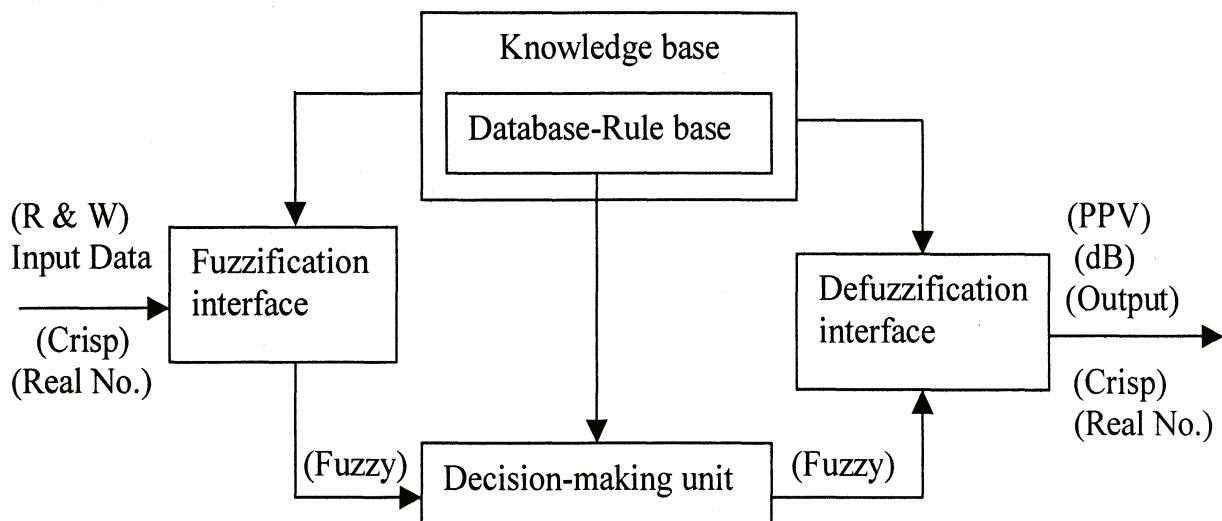 Knowledge base
Database-Rule base
(R & W)
Input Data
(Crisp)
(Real No.)
Fuzzification
interface
(PPV)
(dB)
(Output)
Defuzzification
interface
(Crisp)
(Real No.)
(Fuzzy)
Decision-making unit
(Fuzzy)